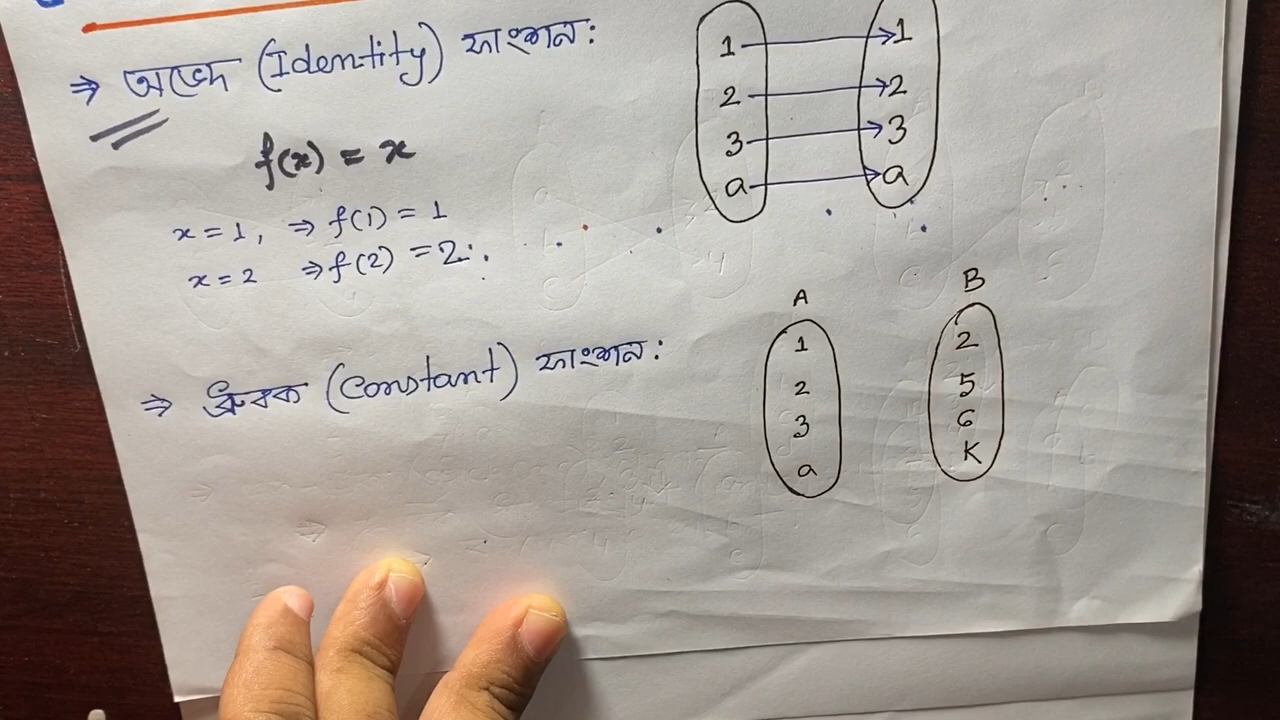 ⇒ অভেদ (Identity) ফাংশন:
f(x) = x
x = 1, ⇒ f(1) = 1
x = 2 ⇒ f(2) = 2
1 → 1
2 → 2
3 → 3
a → a
⇒ ধ্রুবক (Constant) ফাংশন:
A
1
2
3
a
B
2
5
6
K